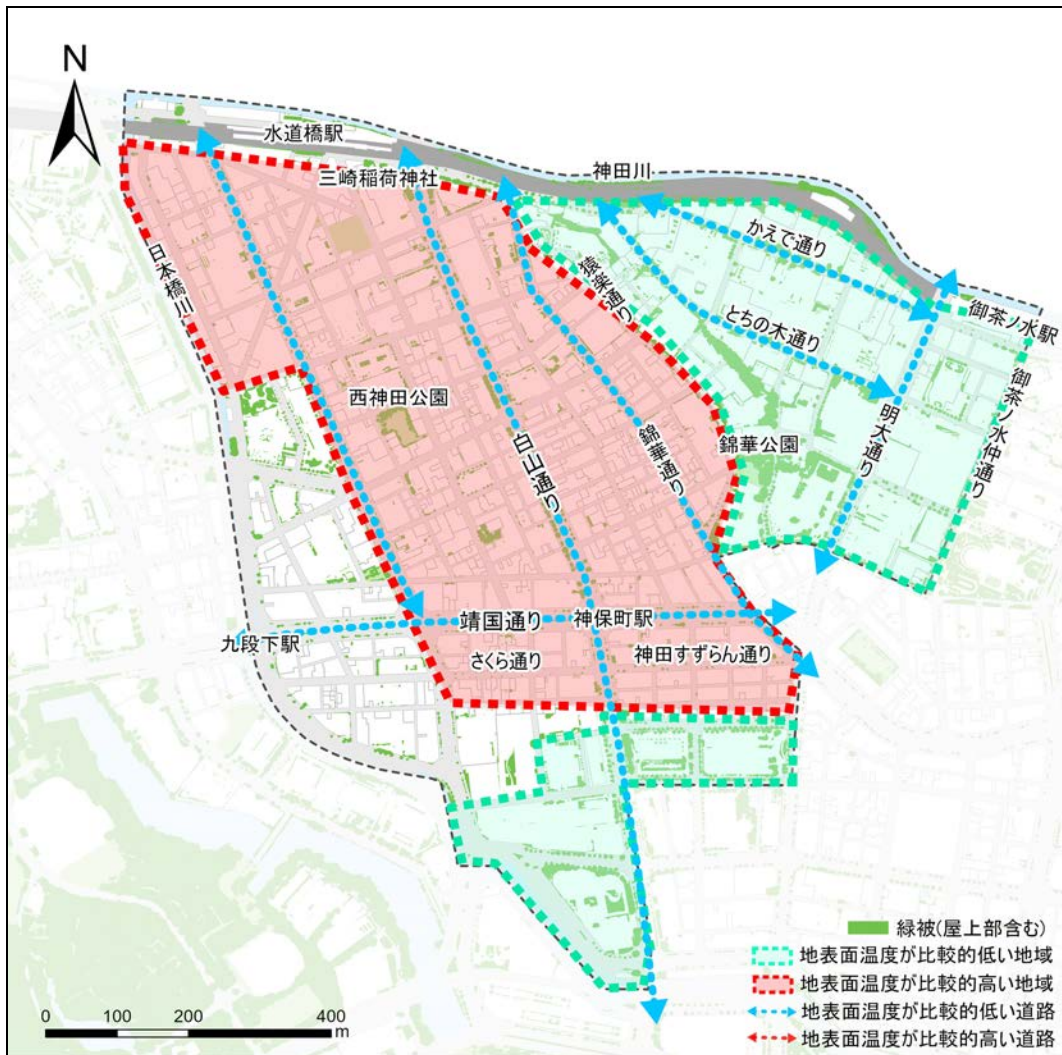 N
水道橋駅
神田川
三崎稲荷神社
かえで通り
日本橋川
猿楽通り
御茶ノ水駅
とちの木通り
御茶ノ水仲通り
西神田公園
明大通り
白山通り
錦華通り
錦華公園
靖国通り
神保町駅
九段下駅
さくら通り
神田すずらん通り
緑被(屋上部含む)
地表面温度が比較的低い地域
地表面温度が比較的高い地域
地表面温度が比較的低い道路
地表面温度が比較的高い道路
0 100 200 400
m